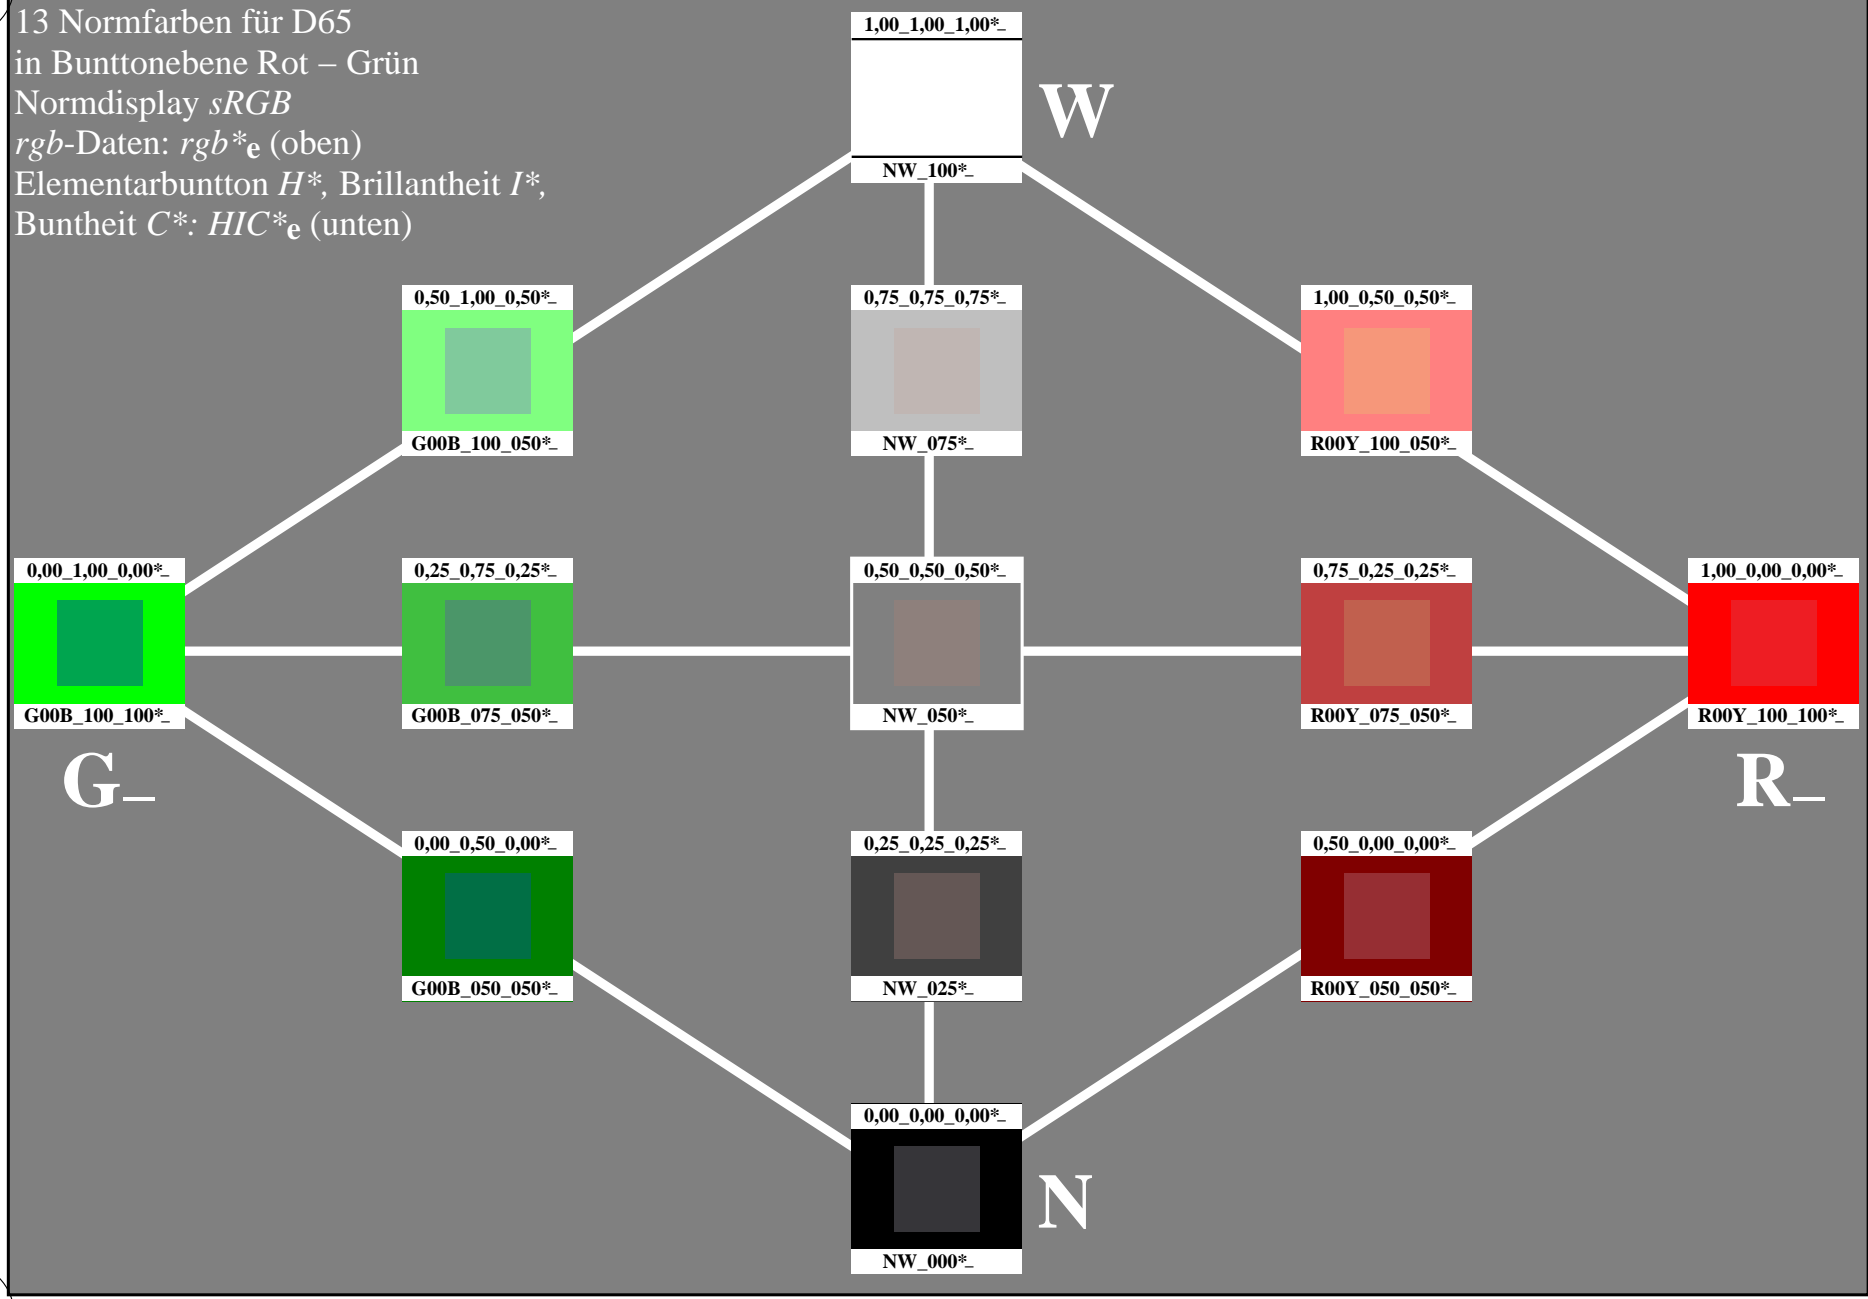 13 Normfarben für D65
in Bunttonebene Rot – Grün
Normdisplay sRGB
rgb-Daten: rgb*e (oben)
Elementarbuntton H*, Brillantheit I*,
Buntheit C*: HIC*e (unten)
1,00_1,00_1,00*_
W
NW_100*_
0,50_1,00_0,50*_
G00B_100_050*_
0,75_0,75_0,75*_
NW_075*_
1,00_0,50_0,50*_
R00Y_100_050*_
0,00_1,00_0,00*_
G00B_100_100*_
G_
0,25_0,75_0,25*_
G00B_075_050*_
0,50_0,50_0,50*_
NW_050*_
0,75_0,25_0,25*_
R00Y_075_050*_
1,00_0,00_0,00*_
R00Y_100_100*_
R_
0,00_0,50_0,00*_
G00B_050_050*_
0,25_0,25_0,25*_
NW_025*_
0,50_0,00_0,00*_
R00Y_050_050*_
0,00_0,00_0,00*_
N
NW_000*_